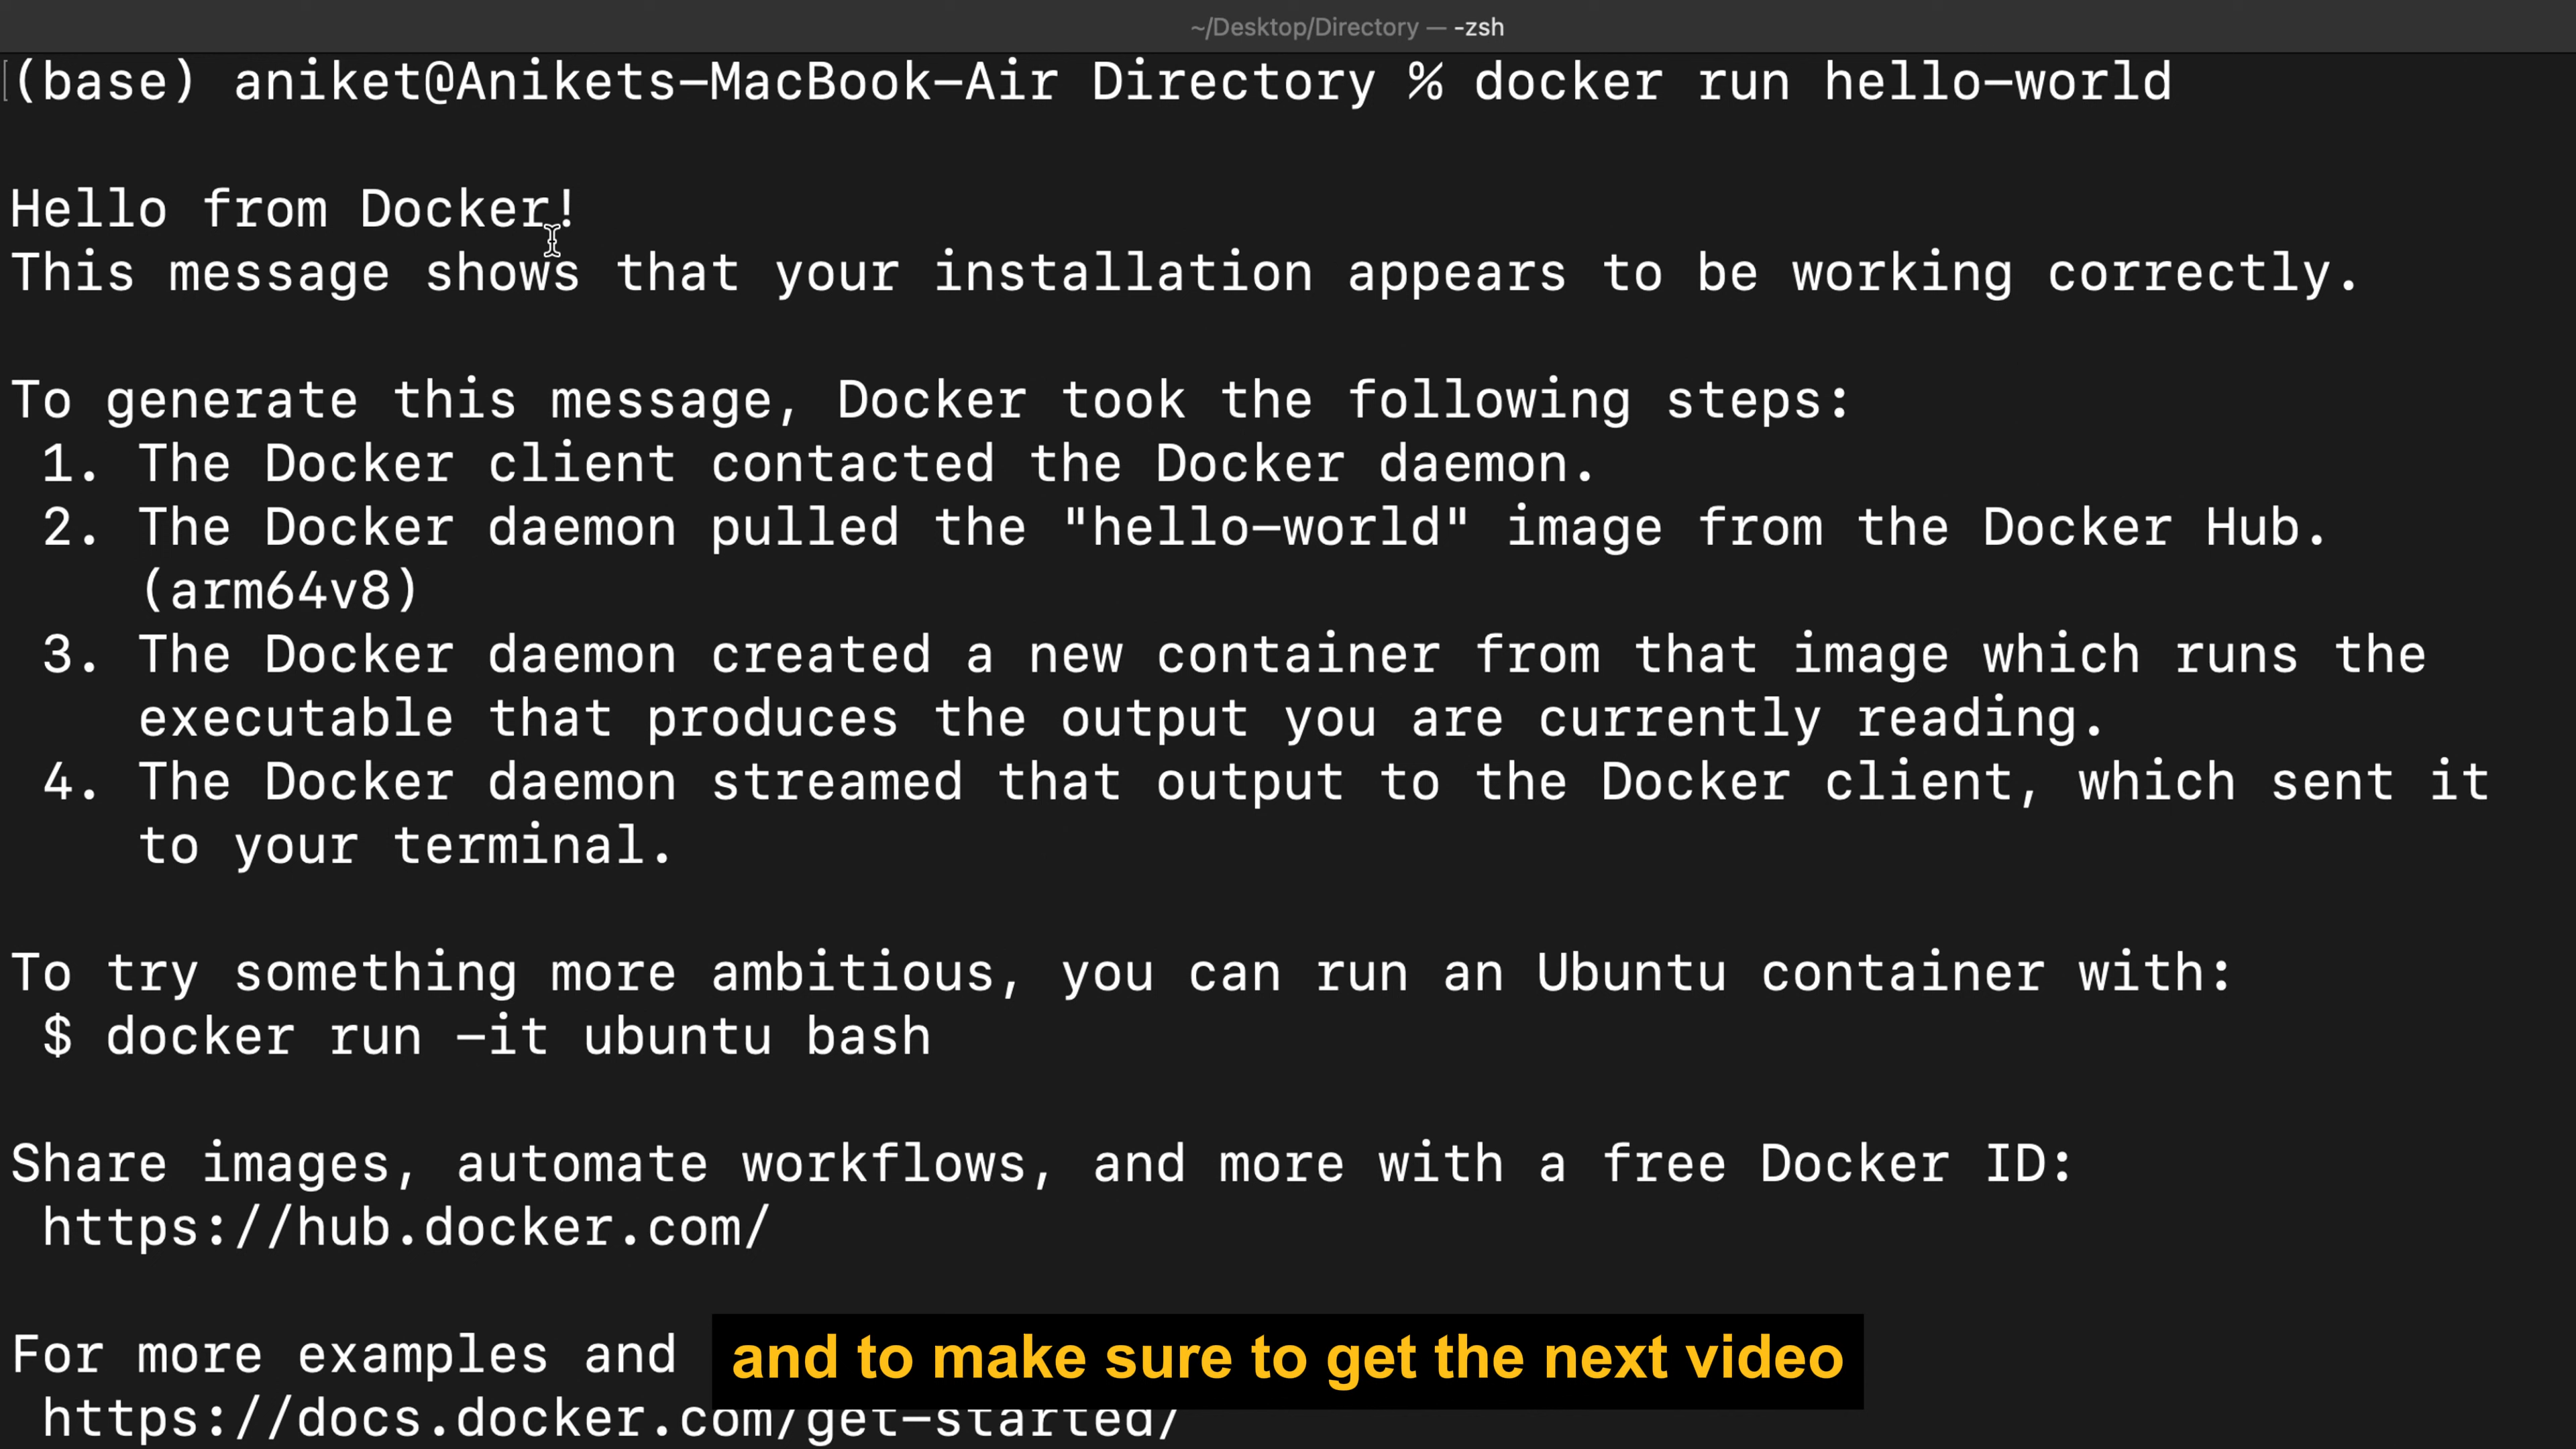 ~/Desktop/Directory — -zsh
(base) aniket@Anikets-MacBook-Air Directory % docker run hello-world
Hello from Docker!
This message shows that your installation appears to be working correctly.
To generate this message, Docker took the following steps:
1. The Docker client contacted the Docker daemon.
2. The Docker daemon pulled the "hello-world" image from the Docker Hub.
(arm64v8)
3. The Docker daemon created a new container from that image which runs the
executable that produces the output you are currently reading.
4. The Docker daemon streamed that output to the Docker client, which sent it
to your terminal.
To try something more ambitious, you can run an Ubuntu container with:
$ docker run -it ubuntu bash
Share images, automate workflows, and more with a free Docker ID:
https://hub.docker.com/
For more examples and
and to make sure to get the next video
https://docs.docker.com/get-started/